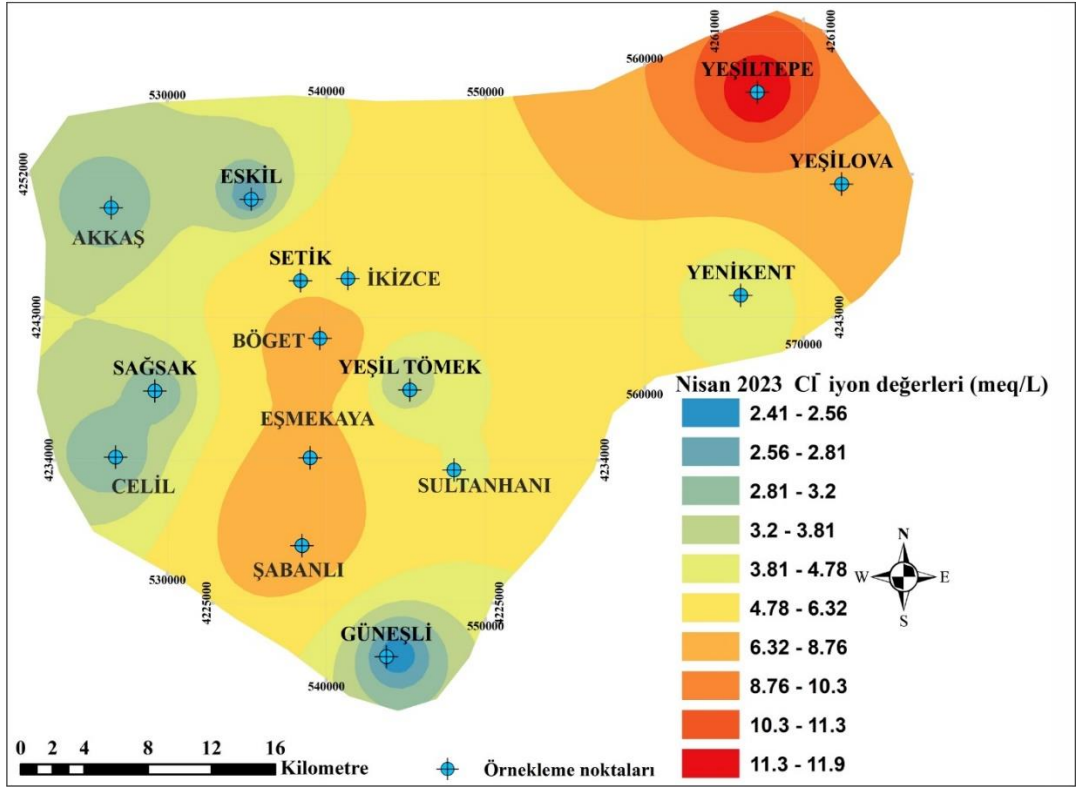 4261000
4261000
560000
YEŞİLTEPE
530000
540000
550000
4252000
ESKİL
YEŞİLOVA
AKKAŞ
SETİK
İKİZCE
YENİKENT
4243000
4243000
BÖGET
570000
SAĞSAK
YEŞİL TÖMEK
560000
Nisan 2023 Cl⁻ iyon değerleri (meq/L)
2.41 - 2.56
EŞMEKAYA
2.56 - 2.81
4234000
4234000
CELİL
SULTANHANI
2.81 - 3.2
3.2 - 3.81
ŞABANLI
530000
4225000
4225000
550000
3.81 - 4.78
N
W
E
S
4.78 - 6.32
GÜNEŞLİ
6.32 - 8.76
540000
8.76 - 10.3
10.3 - 11.3
11.3 - 11.9
0 2 4 8 12 16
Kilometre
Örnekleme noktaları